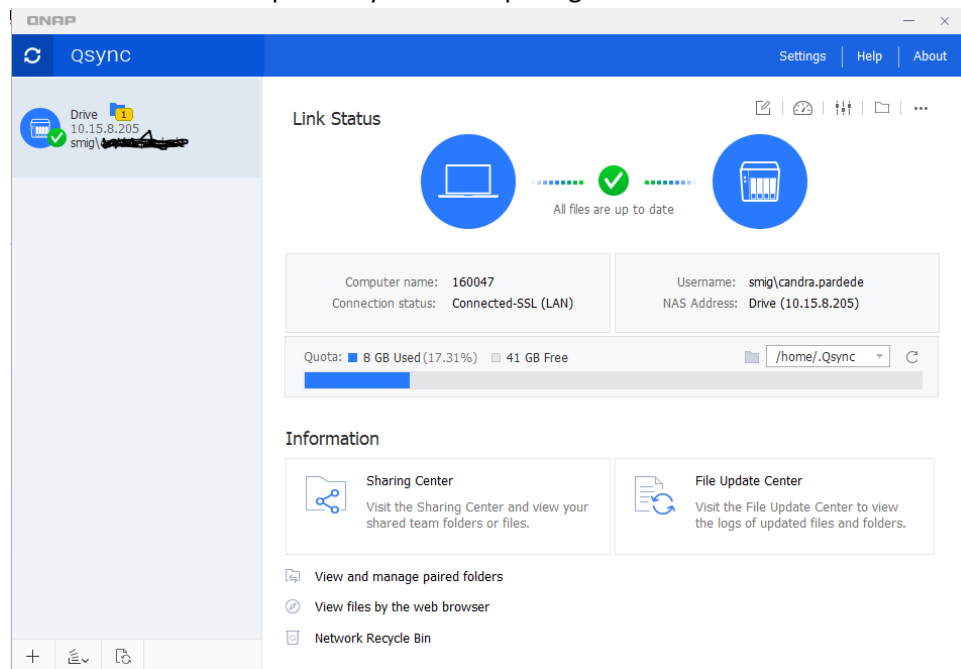 QNAP
Qsync
Settings Help About
Drive 1
10.15.8.205
smig\
Link Status
All files are up to date
Computer name: 160047
Connection status: Connected-SSL (LAN)
Username: smig\candra.pardede
NAS Address: Drive (10.15.8.205)
Quota: 8 GB Used (17.31%) 41 GB Free
/home/.Qsync
Information
Sharing Center
Visit the Sharing Center and view your
shared team folders or files.
File Update Center
Visit the File Update Center to view
the logs of updated files and folders.
View and manage paired folders
View files by the web browser
Network Recycle Bin